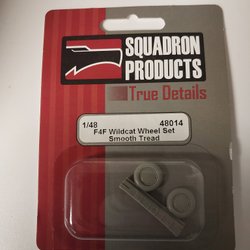 SQUADRON
PRODUCTS
True Details
1/48 48014
F4F Wildcat Wheel Set
Smooth Tread